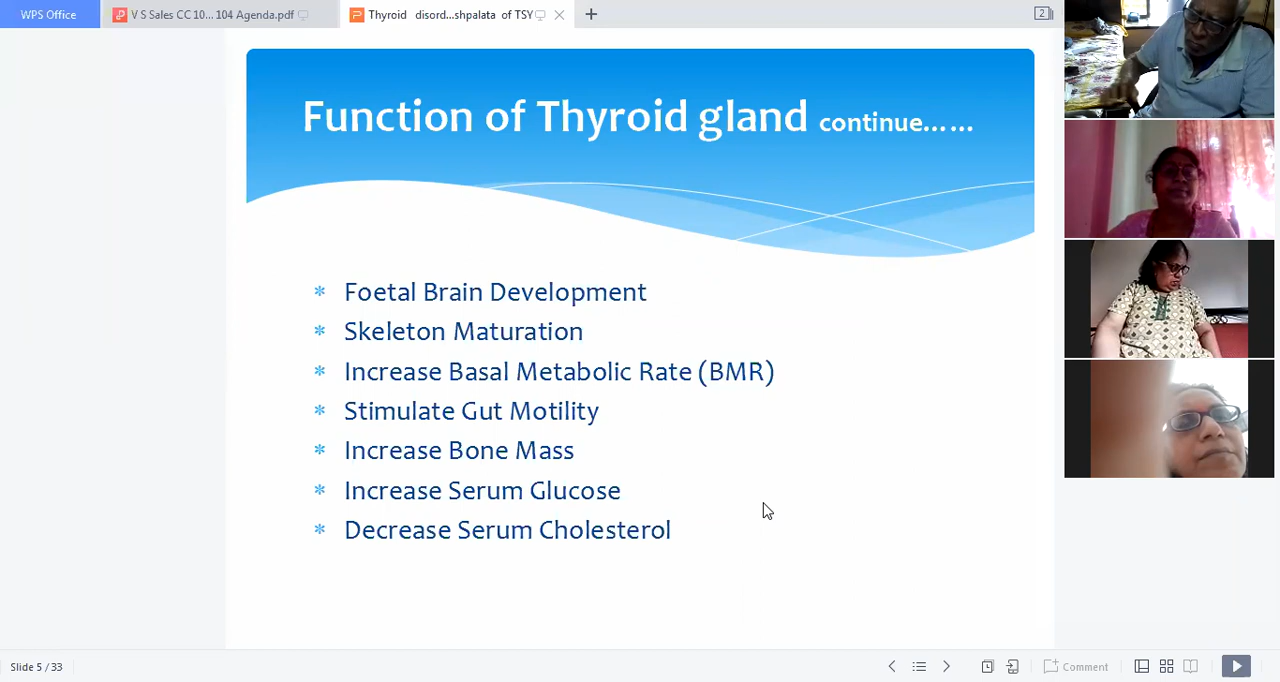 WPS Office
V S Sales CC 10... 104 Agenda.pdf
Thyroid disord...shpalata of TSY
2
Function of Thyroid gland continue......
* Foetal Brain Development
* Skeleton Maturation
* Increase Basal Metabolic Rate (BMR)
* Stimulate Gut Motility
* Increase Bone Mass
* Increase Serum Glucose
* Decrease Serum Cholesterol
Slide 5 / 33
Comment